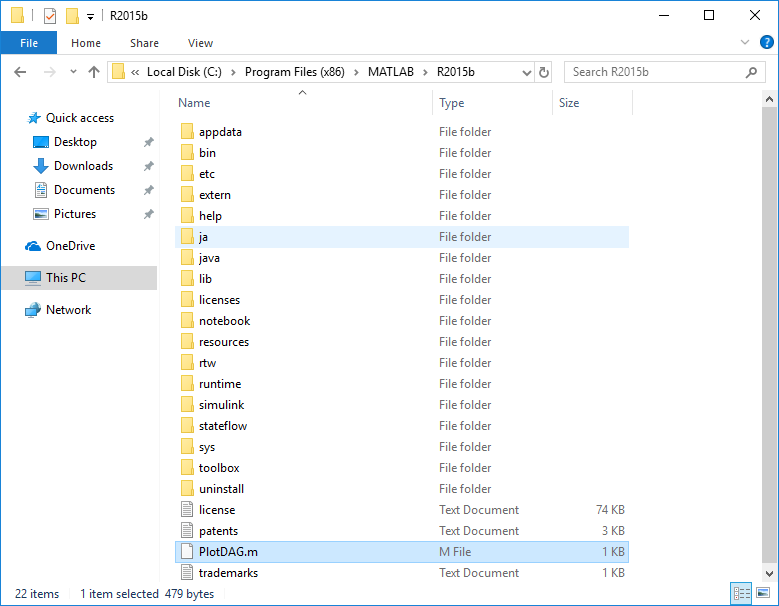 R2015b
File Home Share View
« Local Disk (C:) > Program Files (x86) > MATLAB > R2015b Search R2015b
Name Type Size
Quick access
Desktop
Downloads
Documents
Pictures
OneDrive
This PC
Network
appdata File folder
bin File folder
etc File folder
extern File folder
help File folder
ja File folder
java File folder
lib File folder
licenses File folder
notebook File folder
resources File folder
rtw File folder
runtime File folder
simulink File folder
stateflow File folder
sys File folder
toolbox File folder
uninstall File folder
license Text Document 74 KB
patents Text Document 3 KB
PlotDAG.m M File 1 KB
trademarks Text Document 1 KB
22 items 1 item selected 479 bytes